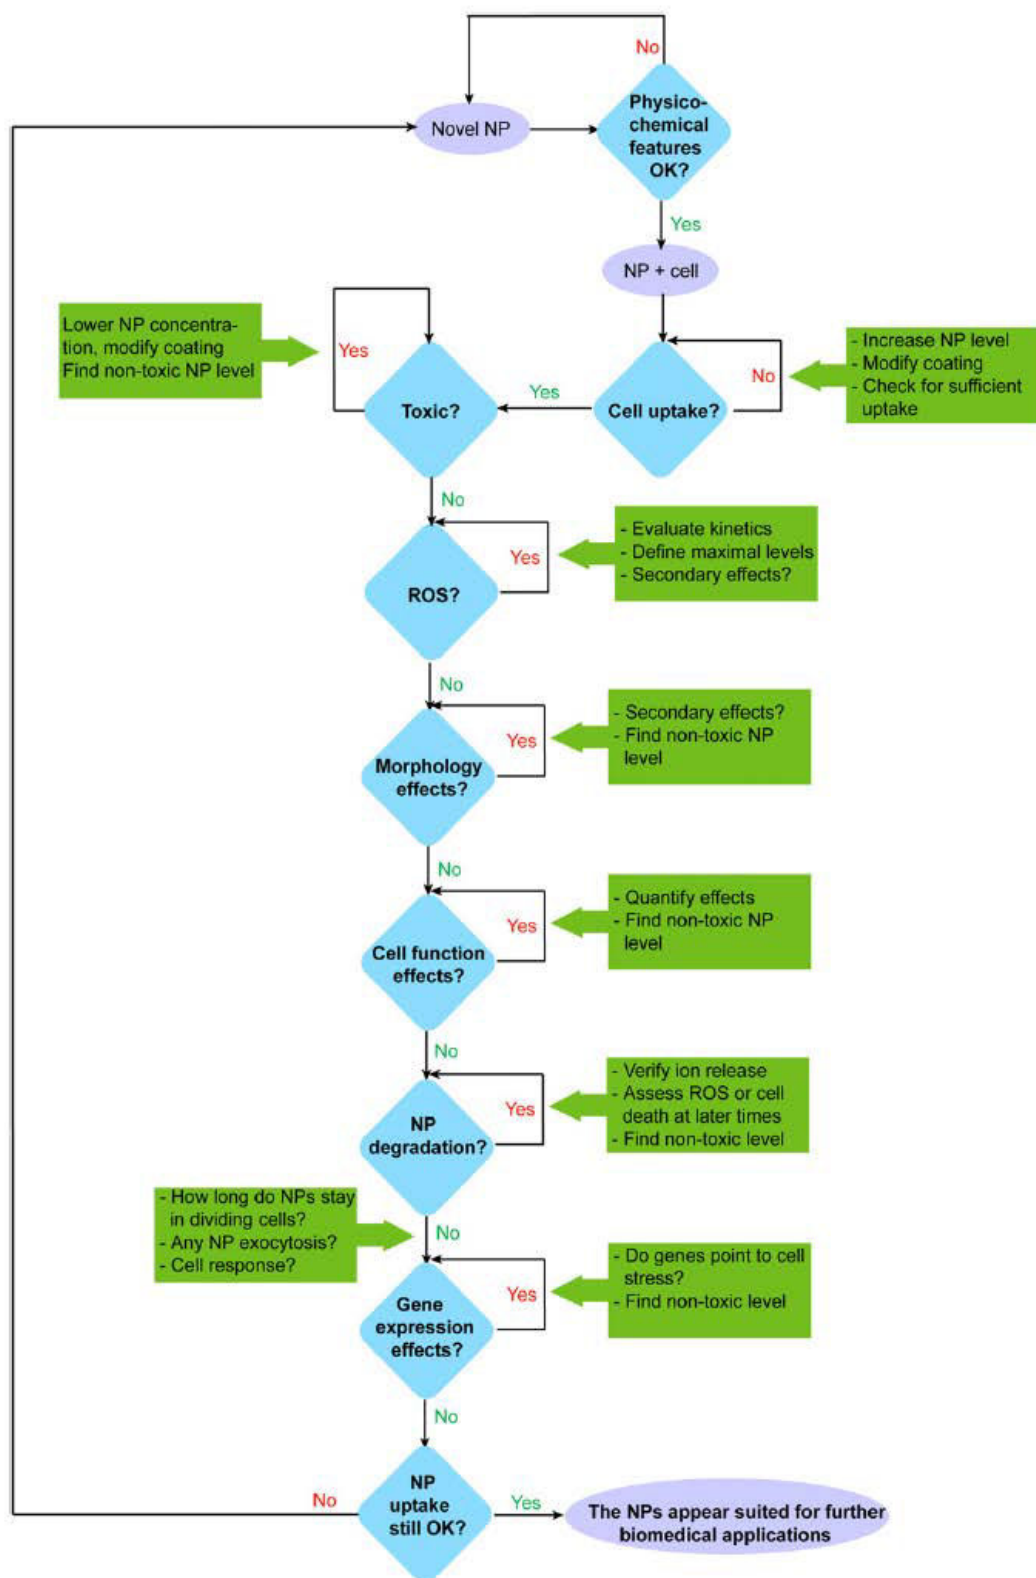 No
Novel NP
Physico-
chemical
features
OK?
Yes
NP + cell
Lower NP concentra-
tion, modify coating
Find non-toxic NP level
Yes
Toxic?
Yes
Cell uptake?
No
- Increase NP level
- Modify coating
- Check for sufficient
uptake
No
ROS?
Yes
- Evaluate kinetics
- Define maximal levels
- Secondary effects?
No
Morphology
effects?
Yes
- Secondary effects?
- Find non-toxic NP
level
No
Cell function
effects?
Yes
- Quantify effects
- Find non-toxic NP
level
No
NP
degradation?
Yes
- Verify ion release
- Assess ROS or cell
death at later times
- Find non-toxic level
- How long do NPs stay
in dividing cells?
- Any NP exocytosis?
- Cell response?
No
Gene
expression
effects?
Yes
- Do genes point to cell
stress?
- Find non-toxic level
No
NP
uptake
still OK?
No
Yes
The NPs appear suited for further
biomedical applications